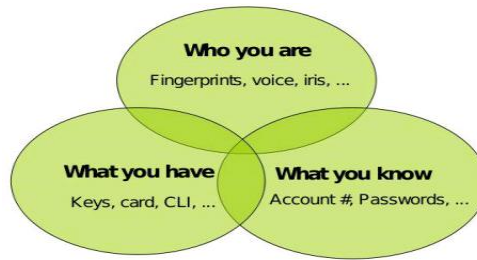 Who you are
Fingerprints, voice, iris, ...
What you have
Keys, card, CLI, ...
What you know
Account #, Passwords, ...